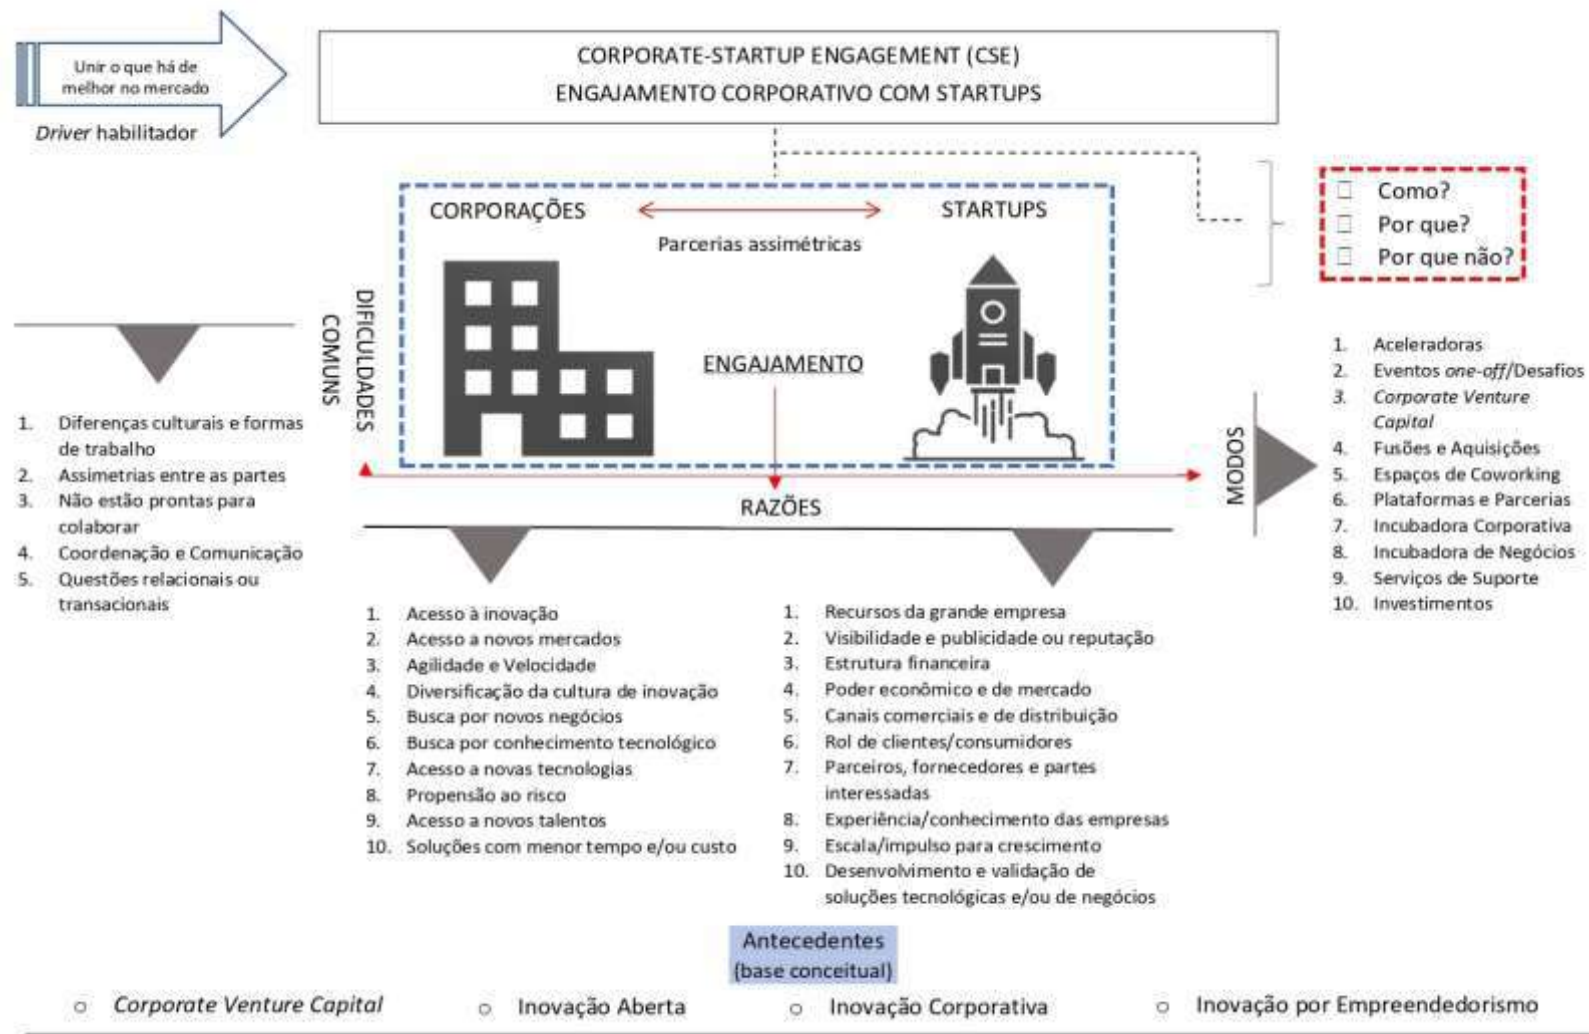 Unir o que há de
melhor no mercado
Driver habilitador
CORPORATE-STARTUP ENGAGEMENT (CSE)
ENGAJAMENTO CORPORATIVO COM STARTUPS
Como?
Por que?
Por que não?
CORPORAÇÕES
STARTUPS
Parcerias assimétricas
ENGAJAMENTO
DIFICULDADES
COMUNS
1. Diferenças culturais e formas
de trabalho
2. Assimetrias entre as partes
3. Não estão prontas para
colaborar
4. Coordenação e Comunicação
5. Questões relacionais ou
transacionais
RAZÕES
1. Acesso à inovação
2. Acesso a novos mercados
3. Agilidade e Velocidade
4. Diversificação da cultura de inovação
5. Busca por novos negócios
6. Busca por conhecimento tecnológico
7. Acesso a novas tecnologias
8. Propensão ao risco
9. Acesso a novos talentos
10. Soluções com menor tempo e/ou custo
1. Recursos da grande empresa
2. Visibilidade e publicidade ou reputação
3. Estrutura financeira
4. Poder econômico e de mercado
5. Canais comerciais e de distribuição
6. Rol de clientes/consumidores
7. Parceiros, fornecedores e partes
interessadas
8. Experiência/conhecimento das empresas
9. Escala/impulso para crescimento
10. Desenvolvimento e validação de
soluções tecnológicas e/ou de negócios
MODOS
1. Aceleradoras
2. Eventos one-off/Desafios
3. Corporate Venture
Capital
4. Fusões e Aquisições
5. Espaços de Coworking
6. Plataformas e Parcerias
7. Incubadora Corporativa
8. Incubadora de Negócios
9. Serviços de Suporte
10. Investimentos
Antecedentes
(base conceitual)
○ Corporate Venture Capital ○ Inovação Aberta ○ Inovação Corporativa ○ Inovação por Empreendedorismo